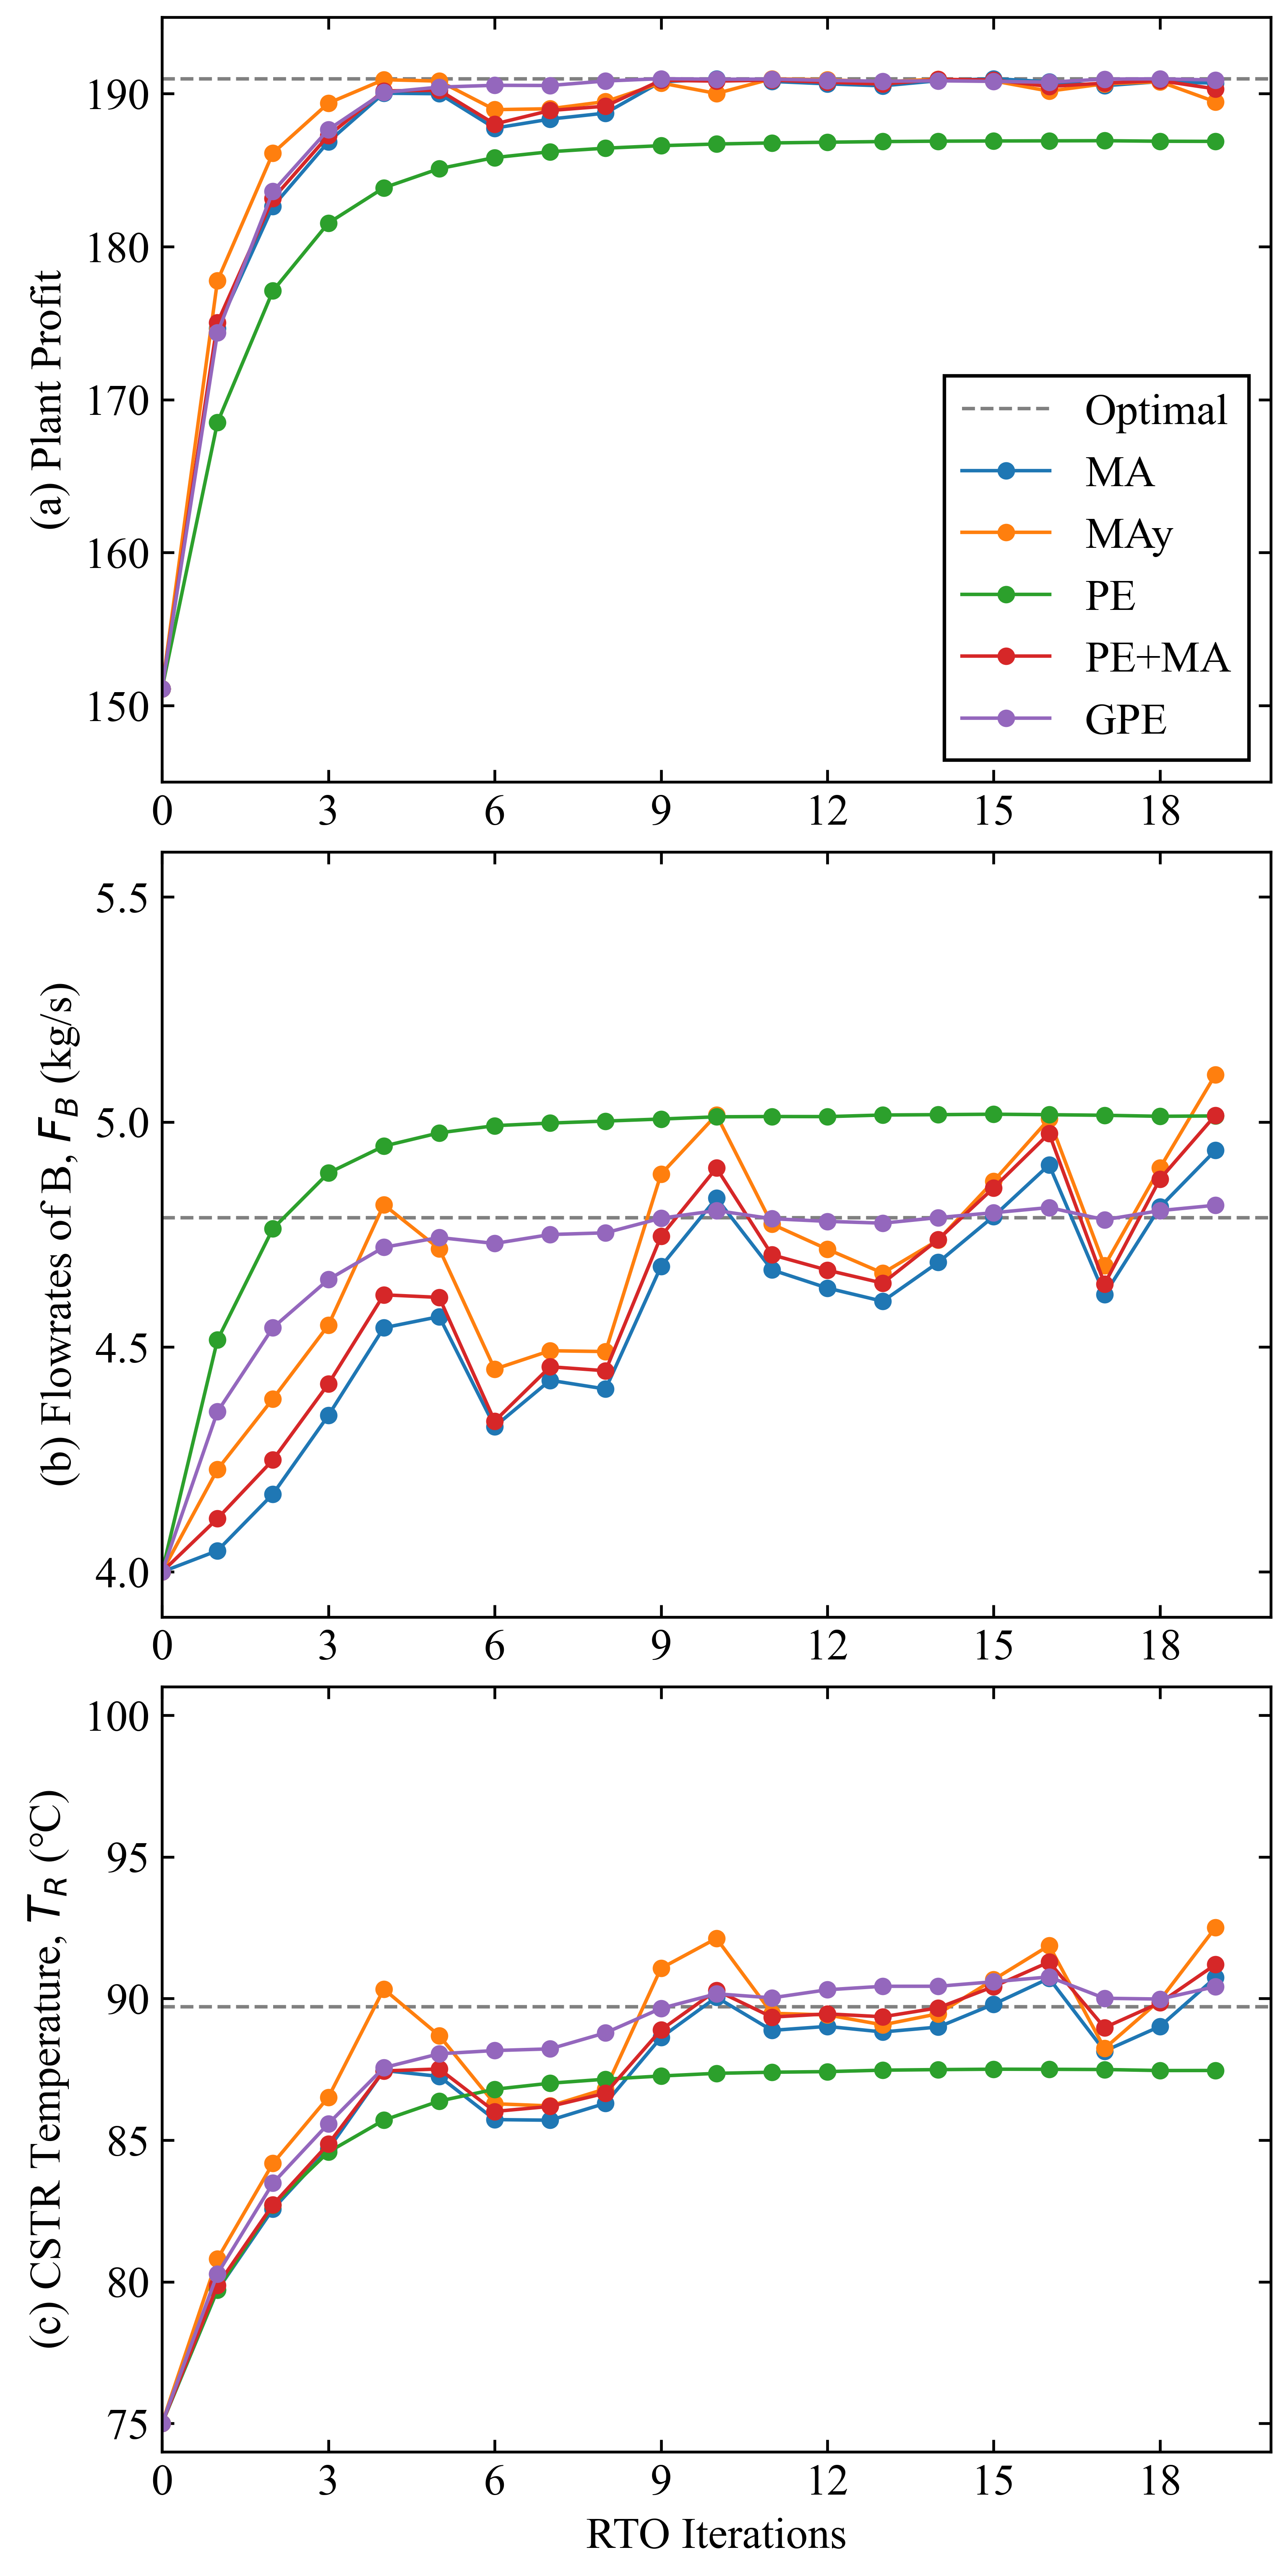 (a) Plant Profit
190
180
170
160
150
Optimal
MA
MAy
PE
PE+MA
GPE
0 3 6 9 12 15 18
(b) Flowrates of B, F_B (kg/s)
5.5
5.0
4.5
4.0
0 3 6 9 12 15 18
(c) CSTR Temperature, T_R (°C)
100
95
90
85
80
75
0 3 6 9 12 15 18
RTO Iterations